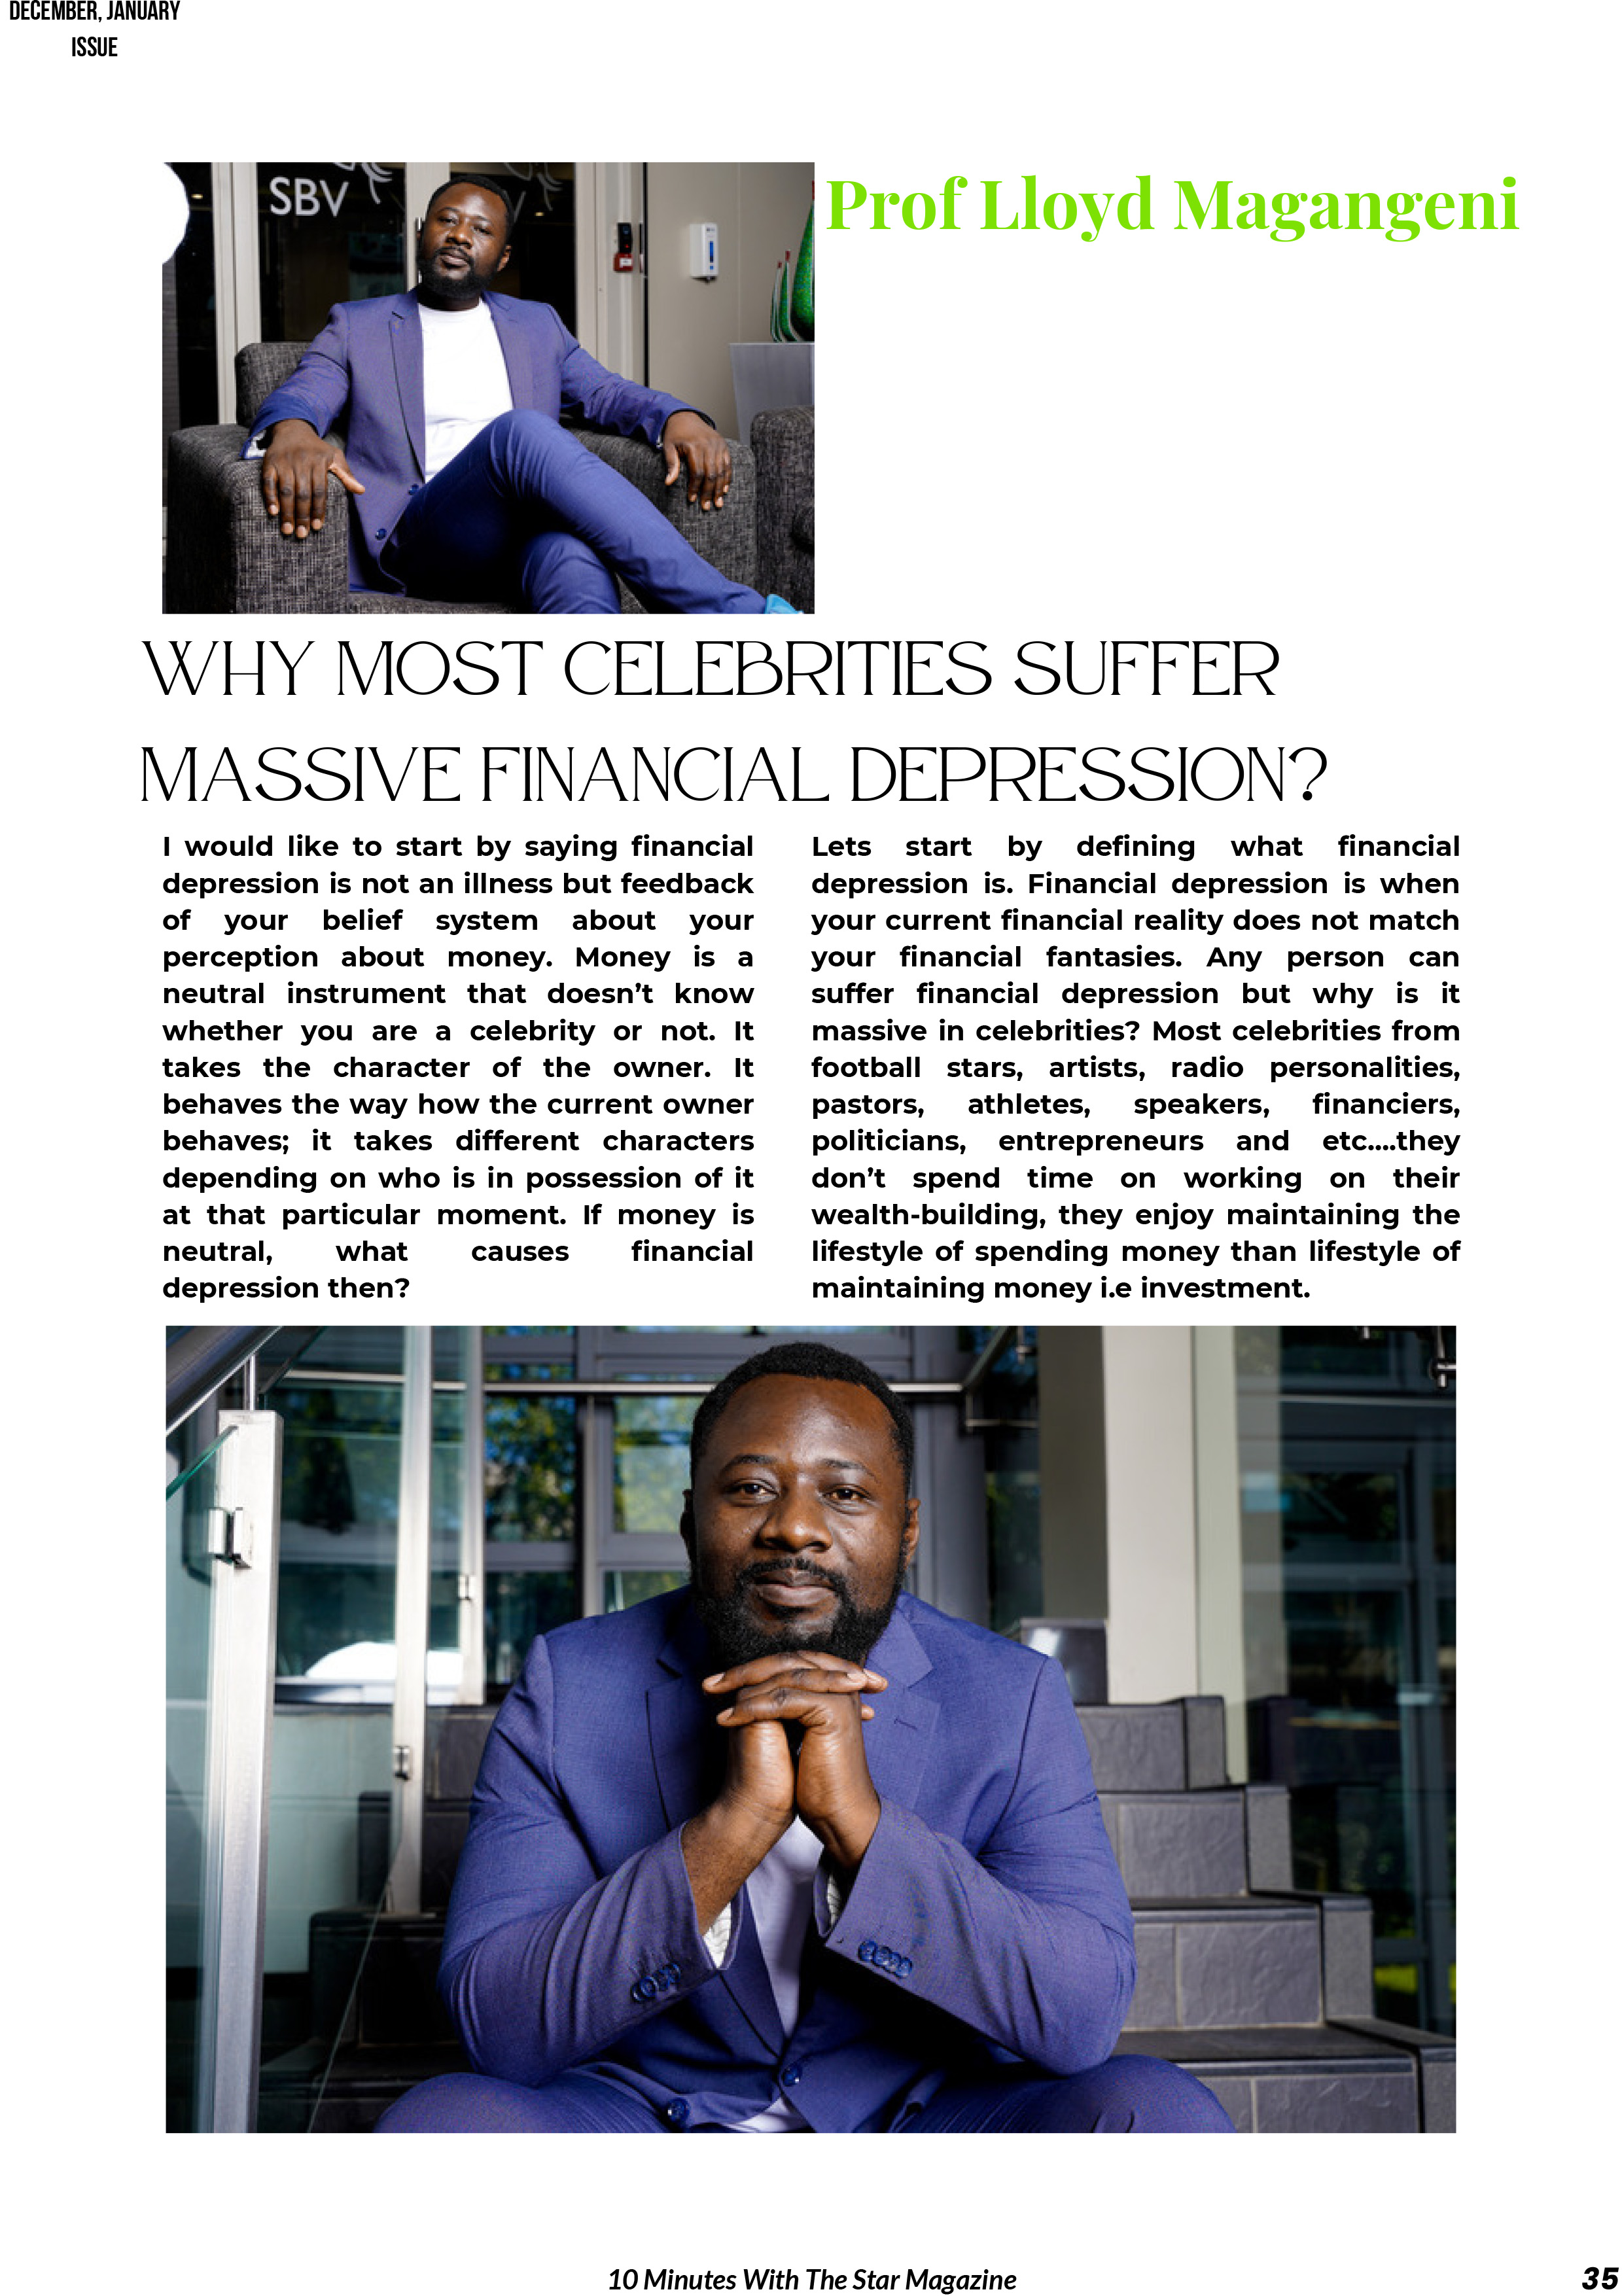 DECEMBER, JANUARY
ISSUE
SBV
Prof Lloyd Magangeni
WHY MOST CELEBRITIES SUFFER
MASSIVE FINANCIAL DEPRESSION?
I would like to start by saying financial
depression is not an illness but feedback
of your belief system about your
perception about money. Money is a
neutral instrument that doesn’t know
whether you are a celebrity or not. It
takes the character of the owner. It
behaves the way how the current owner
behaves; it takes different characters
depending on who is in possession of it
at that particular moment. If money is
neutral, what causes financial
depression then?
Lets start by defining what financial
depression is. Financial depression is when
your current financial reality does not match
your financial fantasies. Any person can
suffer financial depression but why is it
massive in celebrities? Most celebrities from
football stars, artists, radio personalities,
pastors, athletes, speakers, financiers,
politicians, entrepreneurs and etc....they
don’t spend time on working on their
wealth-building, they enjoy maintaining the
lifestyle of spending money than lifestyle of
maintaining money i.e investment.
10 Minutes With The Star Magazine
35